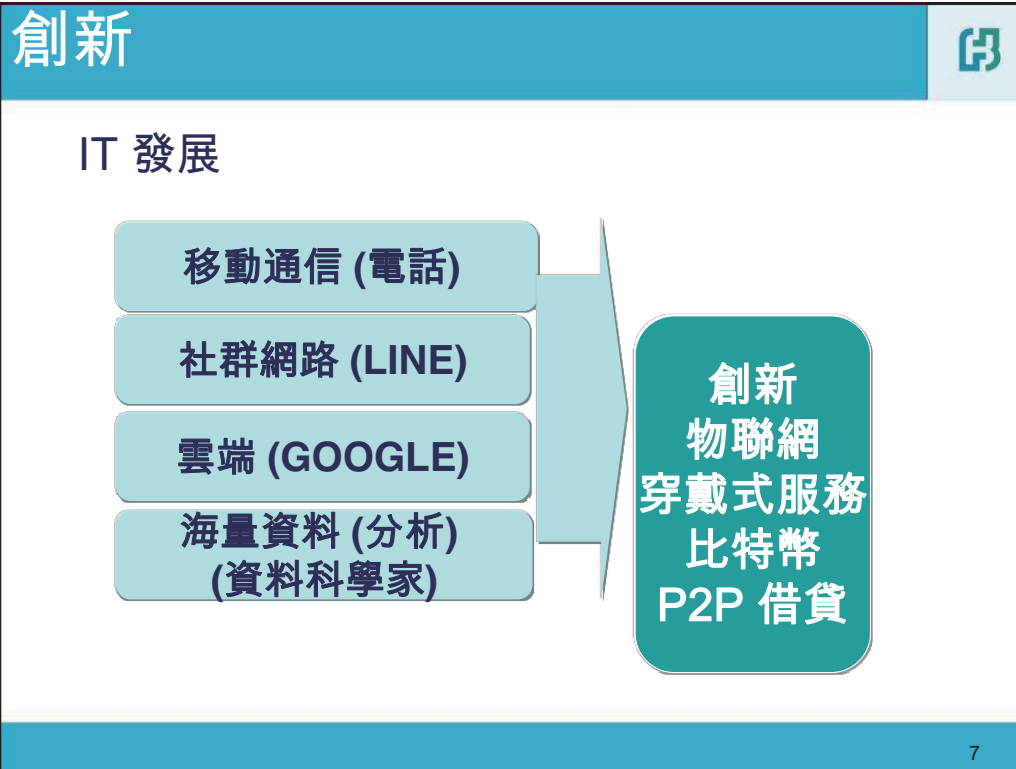 創新
IT 發展
移動通信 (電話)
社群網路 (LINE)
雲端 (GOOGLE)
海量資料 (分析)
(資料科學家)
創新
物聯網
穿戴式服務
比特幣
P2P 借貸
7